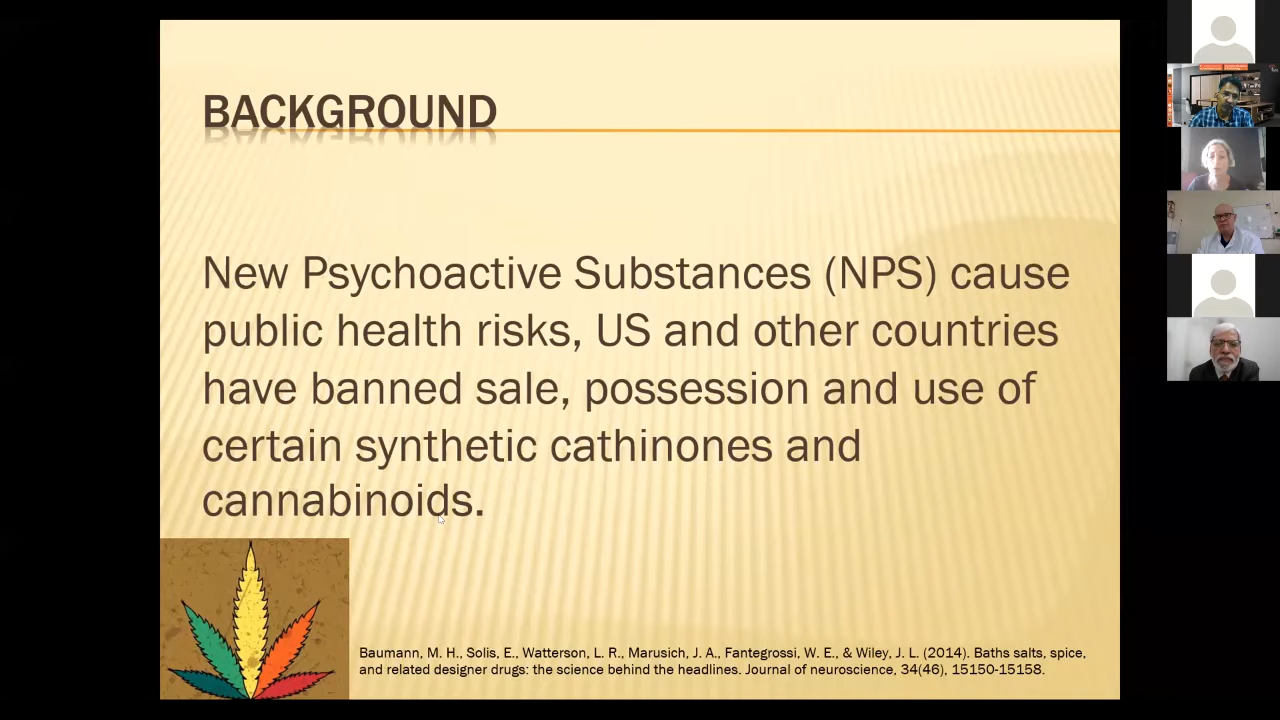 BACKGROUND
New Psychoactive Substances (NPS) cause
public health risks, US and other countries
have banned sale, possession and use of
certain synthetic cathinones and
cannabinoids.
Baumann, M. H., Solis, E., Watterson, L. R., Marusich, J. A., Fantegrossi, W. E., & Wiley, J. L. (2014). Baths salts, spice,
and related designer drugs: the science behind the headlines. Journal of neuroscience, 34(46), 15150-15158.